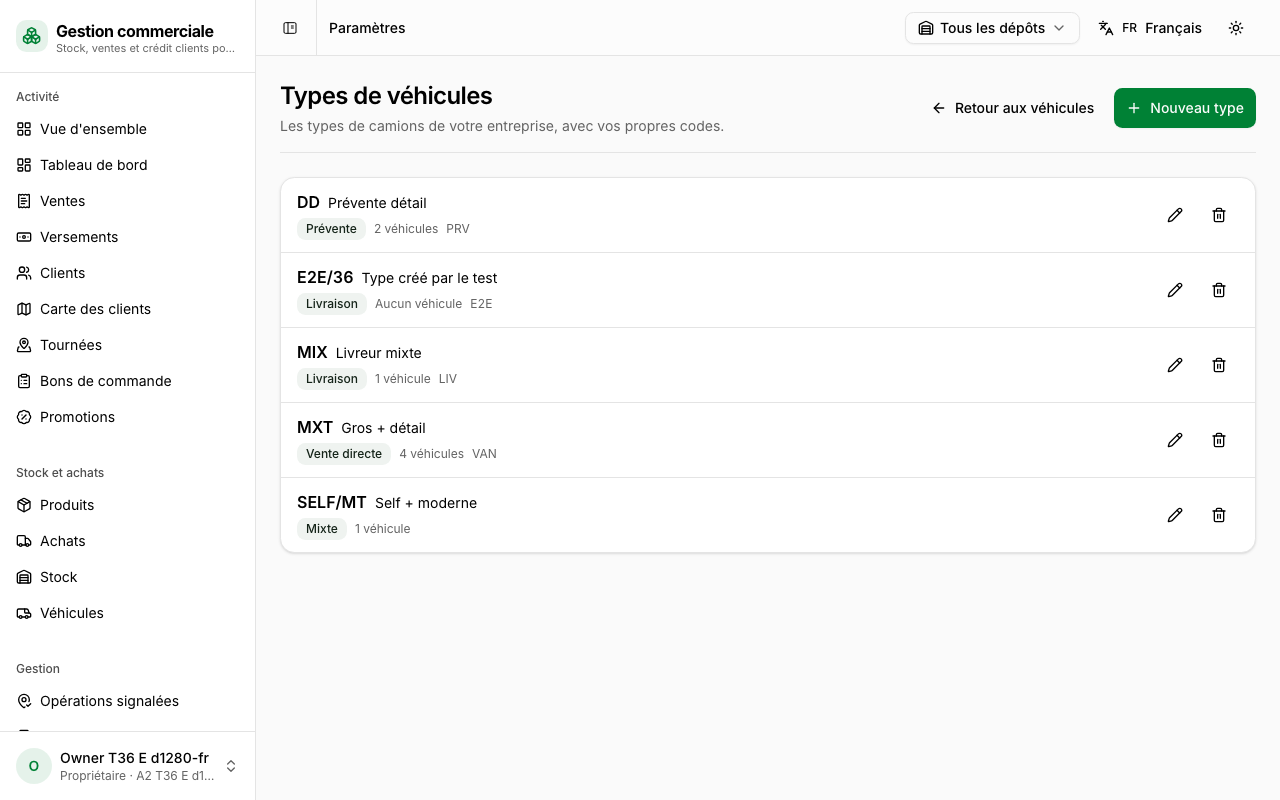 Gestion commerciale
Stock, ventes et crédit clients po...
Activité
Vue d'ensemble
Tableau de bord
Ventes
Versements
Clients
Carte des clients
Tournées
Bons de commande
Promotions
Stock et achats
Produits
Achats
Stock
Véhicules
Gestion
Opérations signalées
O
Owner T36 E d1280-fr
Propriétaire · A2 T36 E d1...
Paramètres
Tous les dépôts
FR Français
Types de véhicules
Les types de camions de votre entreprise, avec vos propres codes.
Retour aux véhicules
Nouveau type
DD Prévente détail
Prévente 2 véhicules PRV
E2E/36 Type créé par le test
Livraison Aucun véhicule E2E
MIX Livreur mixte
Livraison 1 véhicule LIV
MXT Gros + détail
Vente directe 4 véhicules VAN
SELF/MT Self + moderne
Mixte 1 véhicule